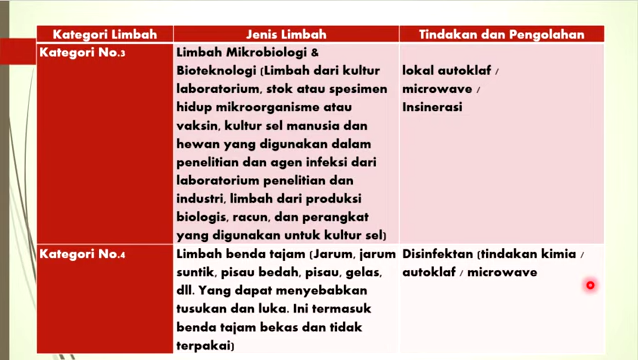 Kategori Limbah
Jenis Limbah
Tindakan dan Pengolahan
Kategori No.3
Limbah Mikrobiologi &
Bioteknologi (Limbah dari kultur
laboratorium, stok atau spesimen
hidup mikroorganisme atau
vaksin, kultur sel manusia dan
hewan yang digunakan dalam
penelitian dan agen infeksi dari
laboratorium penelitian dan
industri, limbah dari produksi
biologis, racun, dan perangkat
yang digunakan untuk kultur sel)
lokal autoklaf /
microwave /
Insinerasi
Kategori No.4
Limbah benda tajam (Jarum, jarum
suntik, pisau bedah, pisau, gelas,
dll. Yang dapat menyebabkan
tusukan dan luka. Ini termasuk
benda tajam bekas dan tidak
terpakai)
Disinfektan (tindakan kimia /
autoklaf / microwave